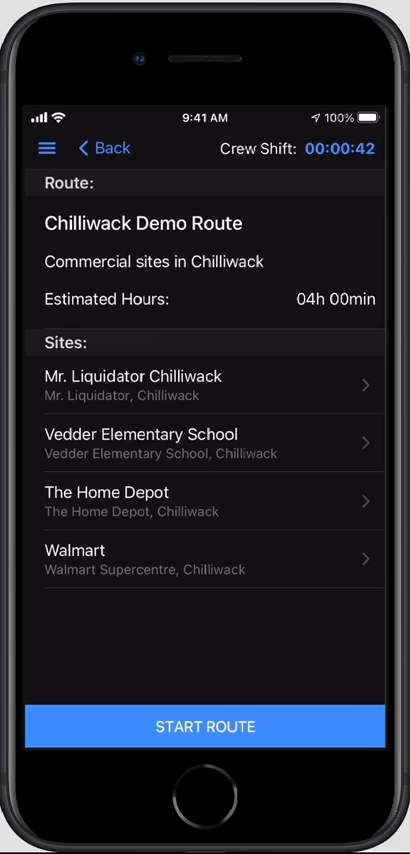 9:41 AM 100%
Back Crew Shift: 00:00:42
Route:
Chilliwack Demo Route
Commercial sites in Chilliwack
Estimated Hours: 04h 00min
Sites:
Mr. Liquidator Chilliwack
Mr. Liquidator, Chilliwack
Vedder Elementary School
Vedder Elementary School, Chilliwack
The Home Depot
The Home Depot, Chilliwack
Walmart
Walmart Supercentre, Chilliwack
START ROUTE